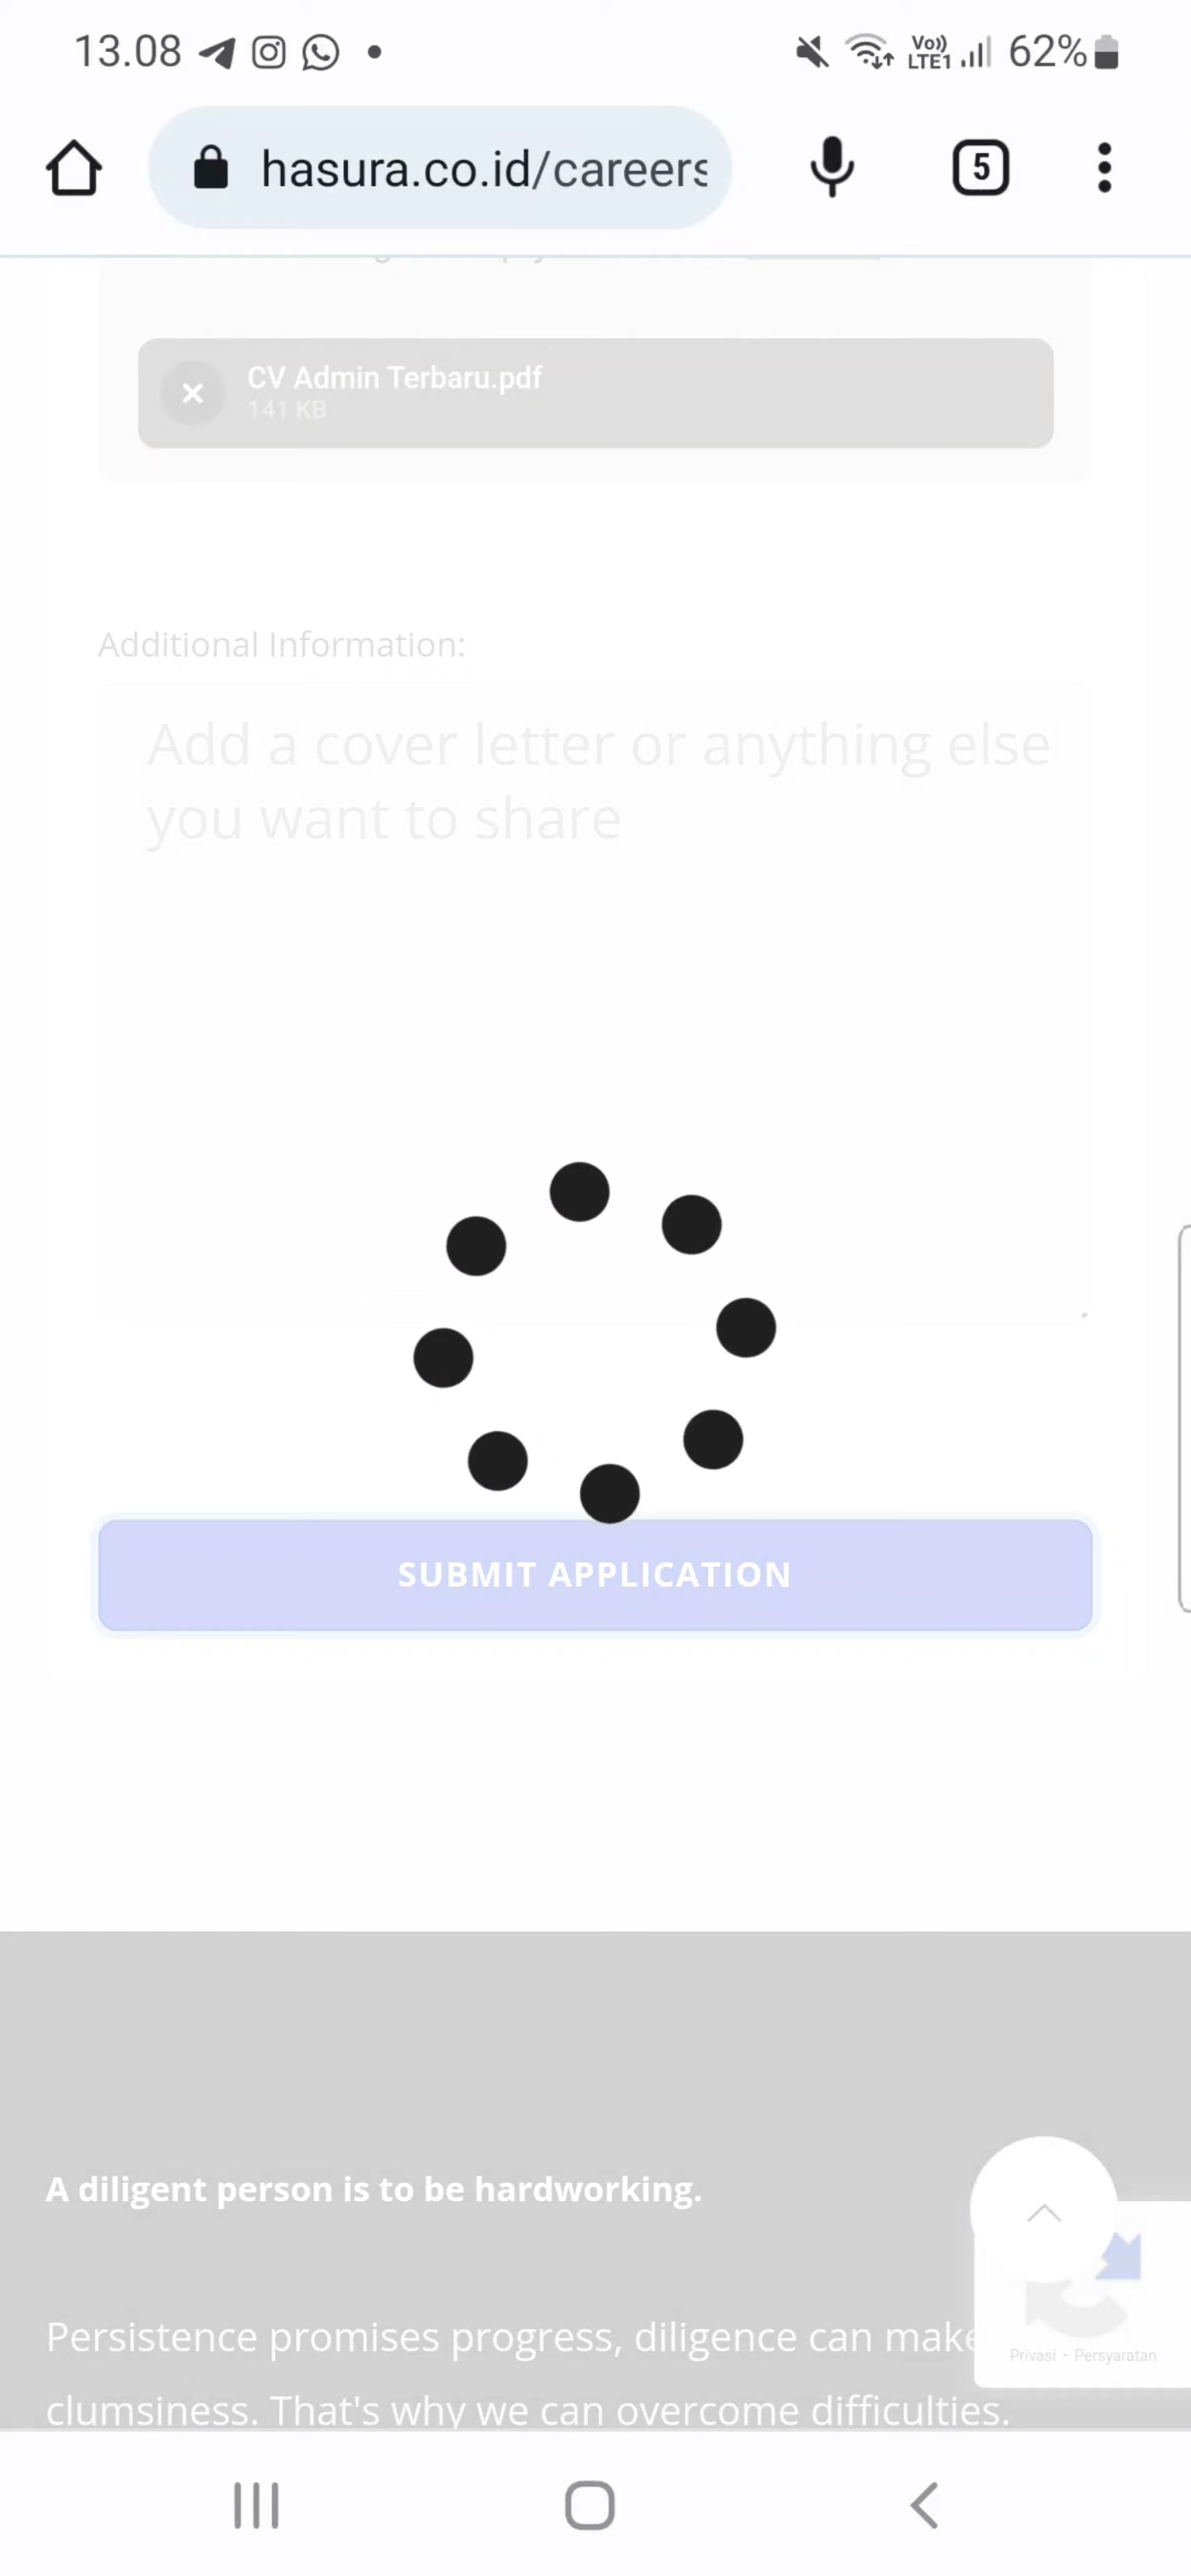 13.08
Vo))
LTE1
62%
hasura.co.id/careers
5
CV Admin Terbaru.pdf
141 KB
Additional Information:
Add a cover letter or anything else
you want to share
SUBMIT APPLICATION
A diligent person is to be hardworking.
Persistence promises progress, diligence can make
clumsiness. That's why we can overcome difficulties.
Privasi - Persyaratan